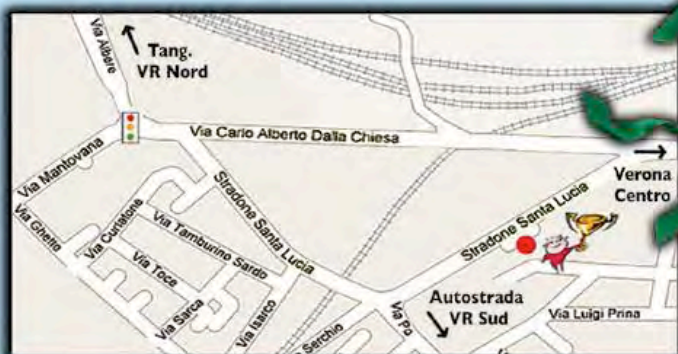 Via Albere
Tang.
VR Nord
Via Carlo Alberto Dalla Chiesa
Via Mantovana
Verona
Centro
Stradone Santa Lucia
Stradone Santa Lucia
Via Ghetto
Via Curtatone
Via Tamburino Sardo
Via Toce
Via Sarca
Via Isarco
Via Serchio
Via Po
Autostrada
VR Sud
Via Luigi Prina